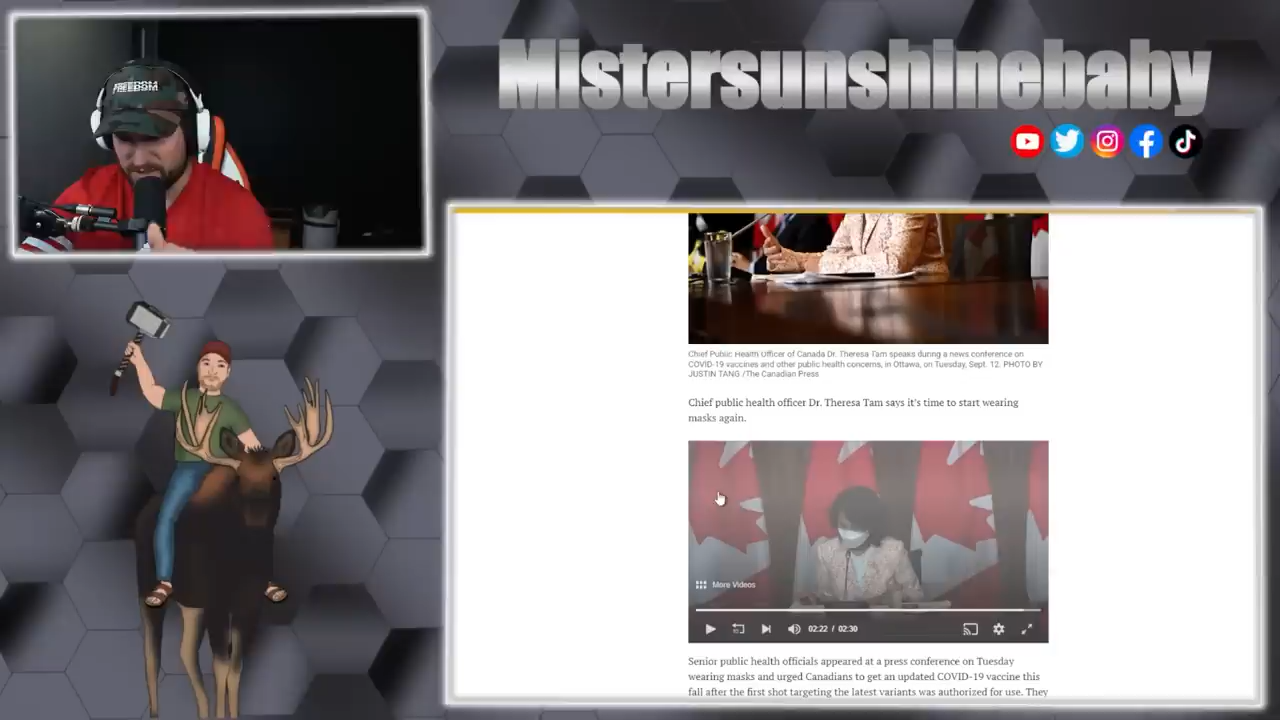 FREEDOM
Mistersunshinebaby
Chief Public Health Officer of Canada Dr. Theresa Tam speaks during a news conference on
COVID-19 vaccines and other public health concerns, in Ottawa, on Tuesday, Sept. 12. PHOTO BY
JUSTIN TANG /The Canadian Press
Chief public health officer Dr. Theresa Tam says it's time to start wearing
masks again.
More Videos
02:22 / 02:30
Senior public health officials appeared at a press conference on Tuesday
wearing masks and urged Canadians to get an updated COVID-19 vaccine this
fall after the first shot targeting the latest variants was authorized for use. They